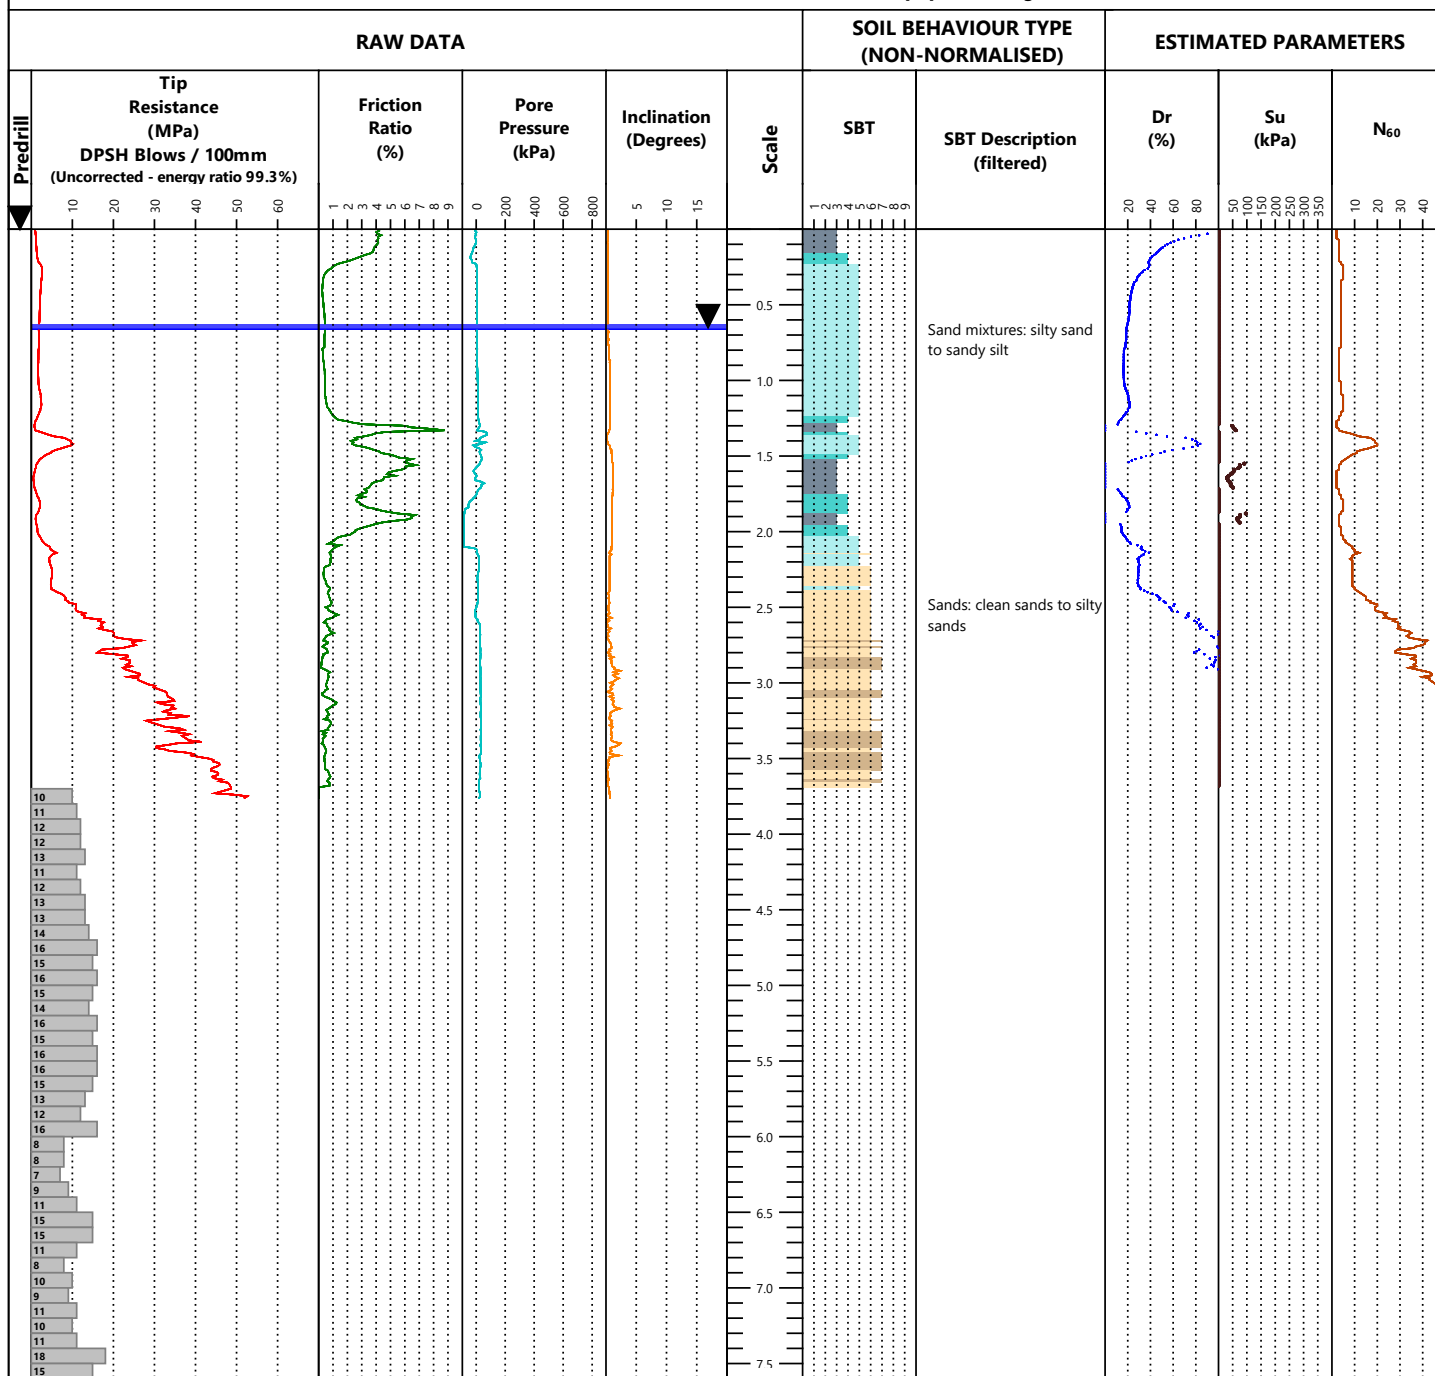 RAW DATA
SOIL BEHAVIOUR TYPE
(NON-NORMALISED)
ESTIMATED PARAMETERS
Predrill
Tip
Resistance
(MPa)
DPSH Blows / 100mm
(Uncorrected - energy ratio 99.3%)
Friction
Ratio
(%)
Pore
Pressure
(kPa)
Inclination
(Degrees)
Scale
SBT
SBT Description
(filtered)
Dr
(%)
Su
(kPa)
N₆₀
10 20 30 40 50 60
1 2 3 4 5 6 7 8 9
0 200 400 600 800
5 10 15
1 2 3 4 5 6 7 8 9
20 40 60 80
50 100 150 200 250 300 350
10 20 30 40
0.5
Sand mixtures: silty sand
to sandy silt
1.0
1.5
2.0
2.5
Sands: clean sands to silty
sands
3.0
3.5
10
11
12
4.0
12
13
11
12
13
4.5
13
14
16
15
16
5.0
15
14
16
15
16
5.5
16
15
13
12
16
6.0
8
8
7
9
11
6.5
15
15
11
8
10
7.0
9
11
10
11
18
7.5
15